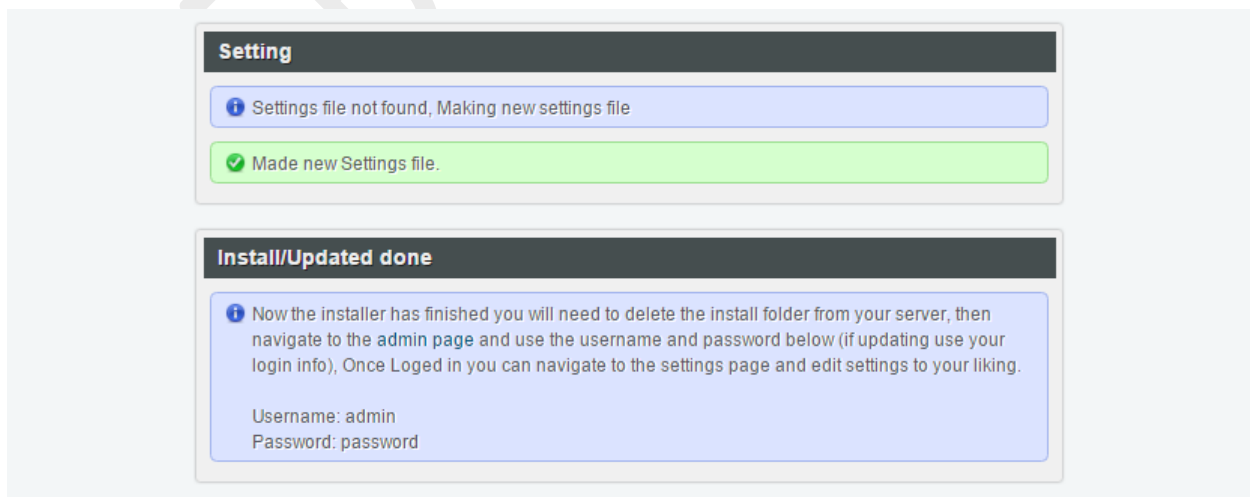 Setting
Settings file not found, Making new settings file
Made new Settings file.
Install/Updated done
Now the installer has finished you will need to delete the install folder from your server, then
navigate to the admin page and use the username and password below (if updating use your
login info), Once Loged in you can navigate to the settings page and edit settings to your liking.
Username: admin
Password: password